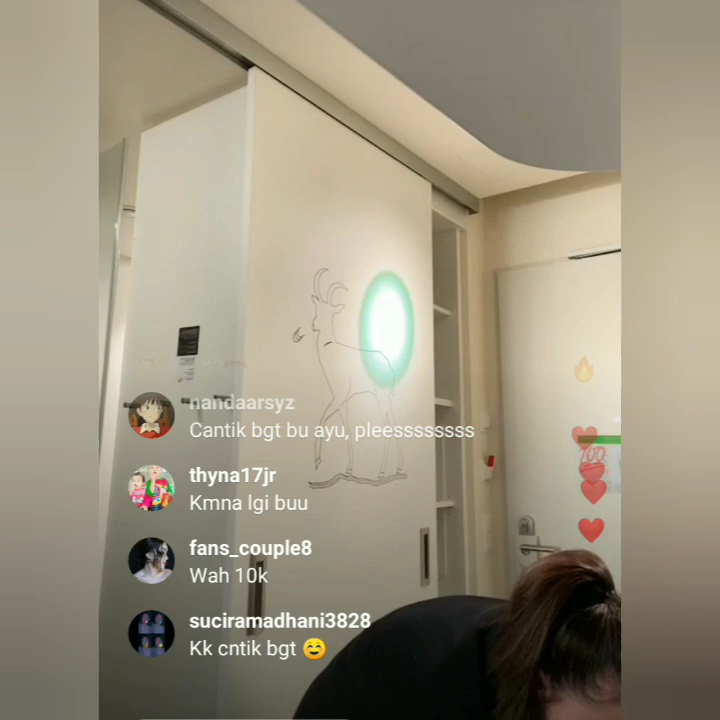 nandaarsyz
Cantik bgt bu ayu, pleessssssss
thyna17jr
Kmna lgi buu
fans_couple8
Wah 10k
suciramadhani3828
Kk cntik bgt ☺️
💯